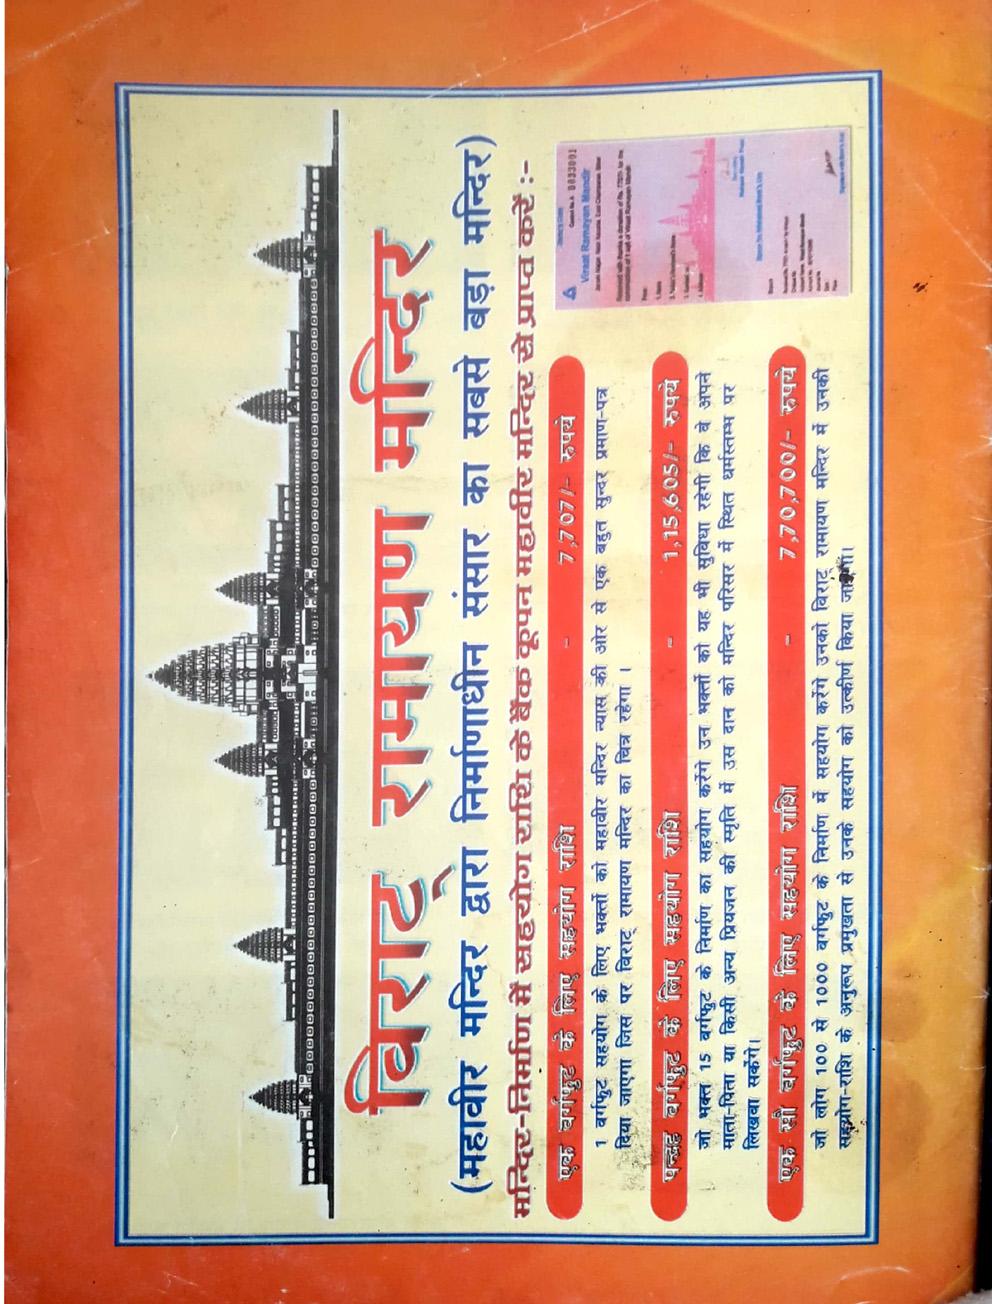 विराट् रामायण मन्दिर
(महावीर मन्दिर द्वारा निर्माणाधीन संसार का सबसे बड़ा मन्दिर)
मन्दिर-निर्माण में सहयोग राशि के बैंक कूपन महावीर मन्दिर से प्राप्त करें :-
एक वर्गफुट के लिए सहयोग राशि - 7,707/- रुपये
1 वर्गफुट सहयोग के लिए भक्तों को महावीर मन्दिर न्यास की ओर से एक बहुत सुन्दर प्रमाण-पत्र
दिया जाएगा जिस पर विराट् रामायण मन्दिर का चित्र रहेगा ।
पन्द्रह वर्गफुट के लिए सहयोग राशि - 1,15,605/- रुपये
जो भक्त 15 वर्गफुट के निर्माण का सहयोग करेंगे उन भक्तों को यह भी सुविधा रहेगी कि वे अपने
माता-पिता या किसी अन्य प्रियजन की स्मृति में उस दान को मन्दिर परिसर में स्थित धर्मस्तम्भ पर
लिखवा सकेंगे।
एक सौ वर्गफुट के लिए सहयोग राशि - 7,70,700/- रुपये
जो लोग 100 से 1000 वर्गफुट के निर्माण में सहयोग करेंगे उनको विराट् रामायण मन्दिर में उनकी
सहयोग-राशि के अनुरूप प्रमुखता से उनके सहयोग को उत्कीर्ण किया
Viraat Ramayan Mandir